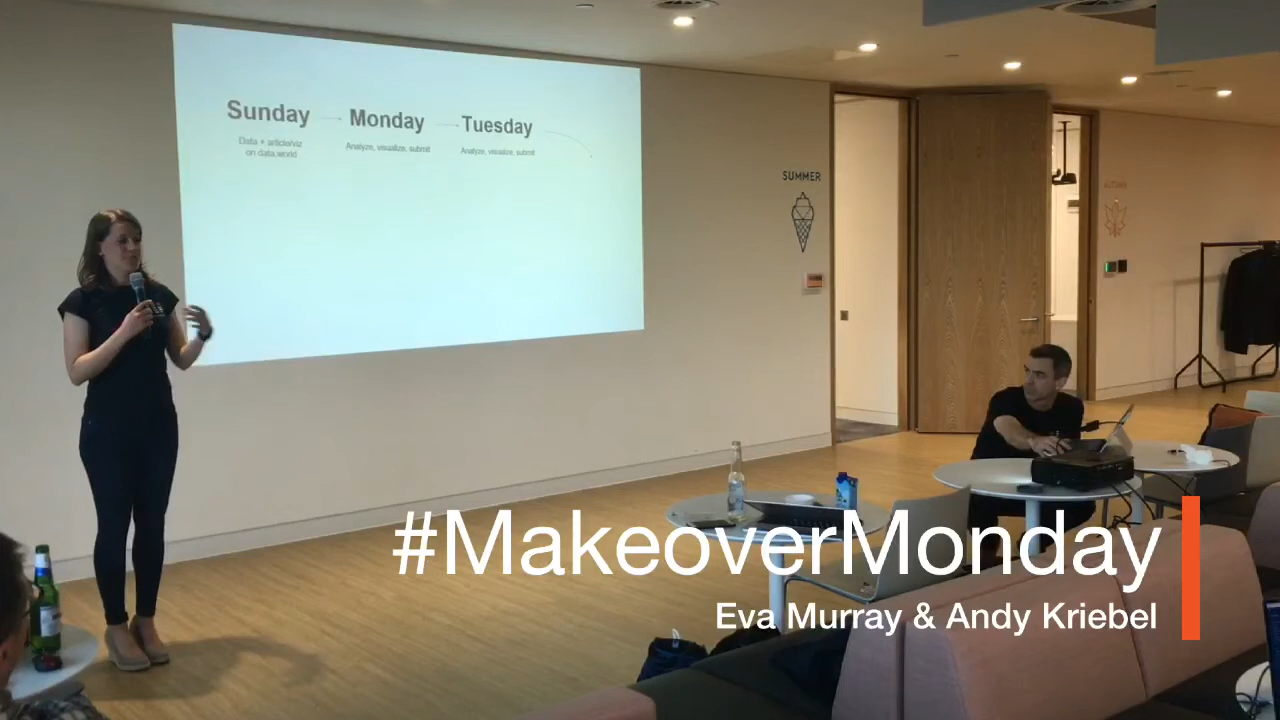 Sunday
Monday
Tuesday
Data + article/viz
on data.world
Analyze, visualize, submit
Analyze, visualize, submit
SUMMER
#MakeoverMonday
Eva Murray & Andy Kriebel